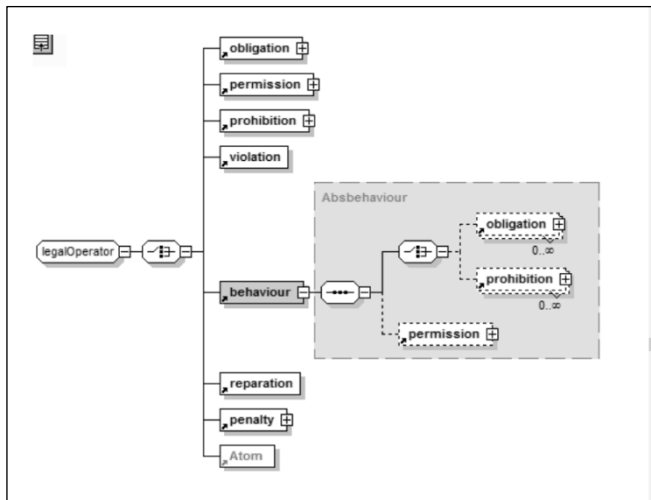 obligation
permission
prohibition
violation
Absbehaviour
obligation
0..∞
legalOperator
behaviour
prohibition
0..∞
permission
reparation
penalty
Atom